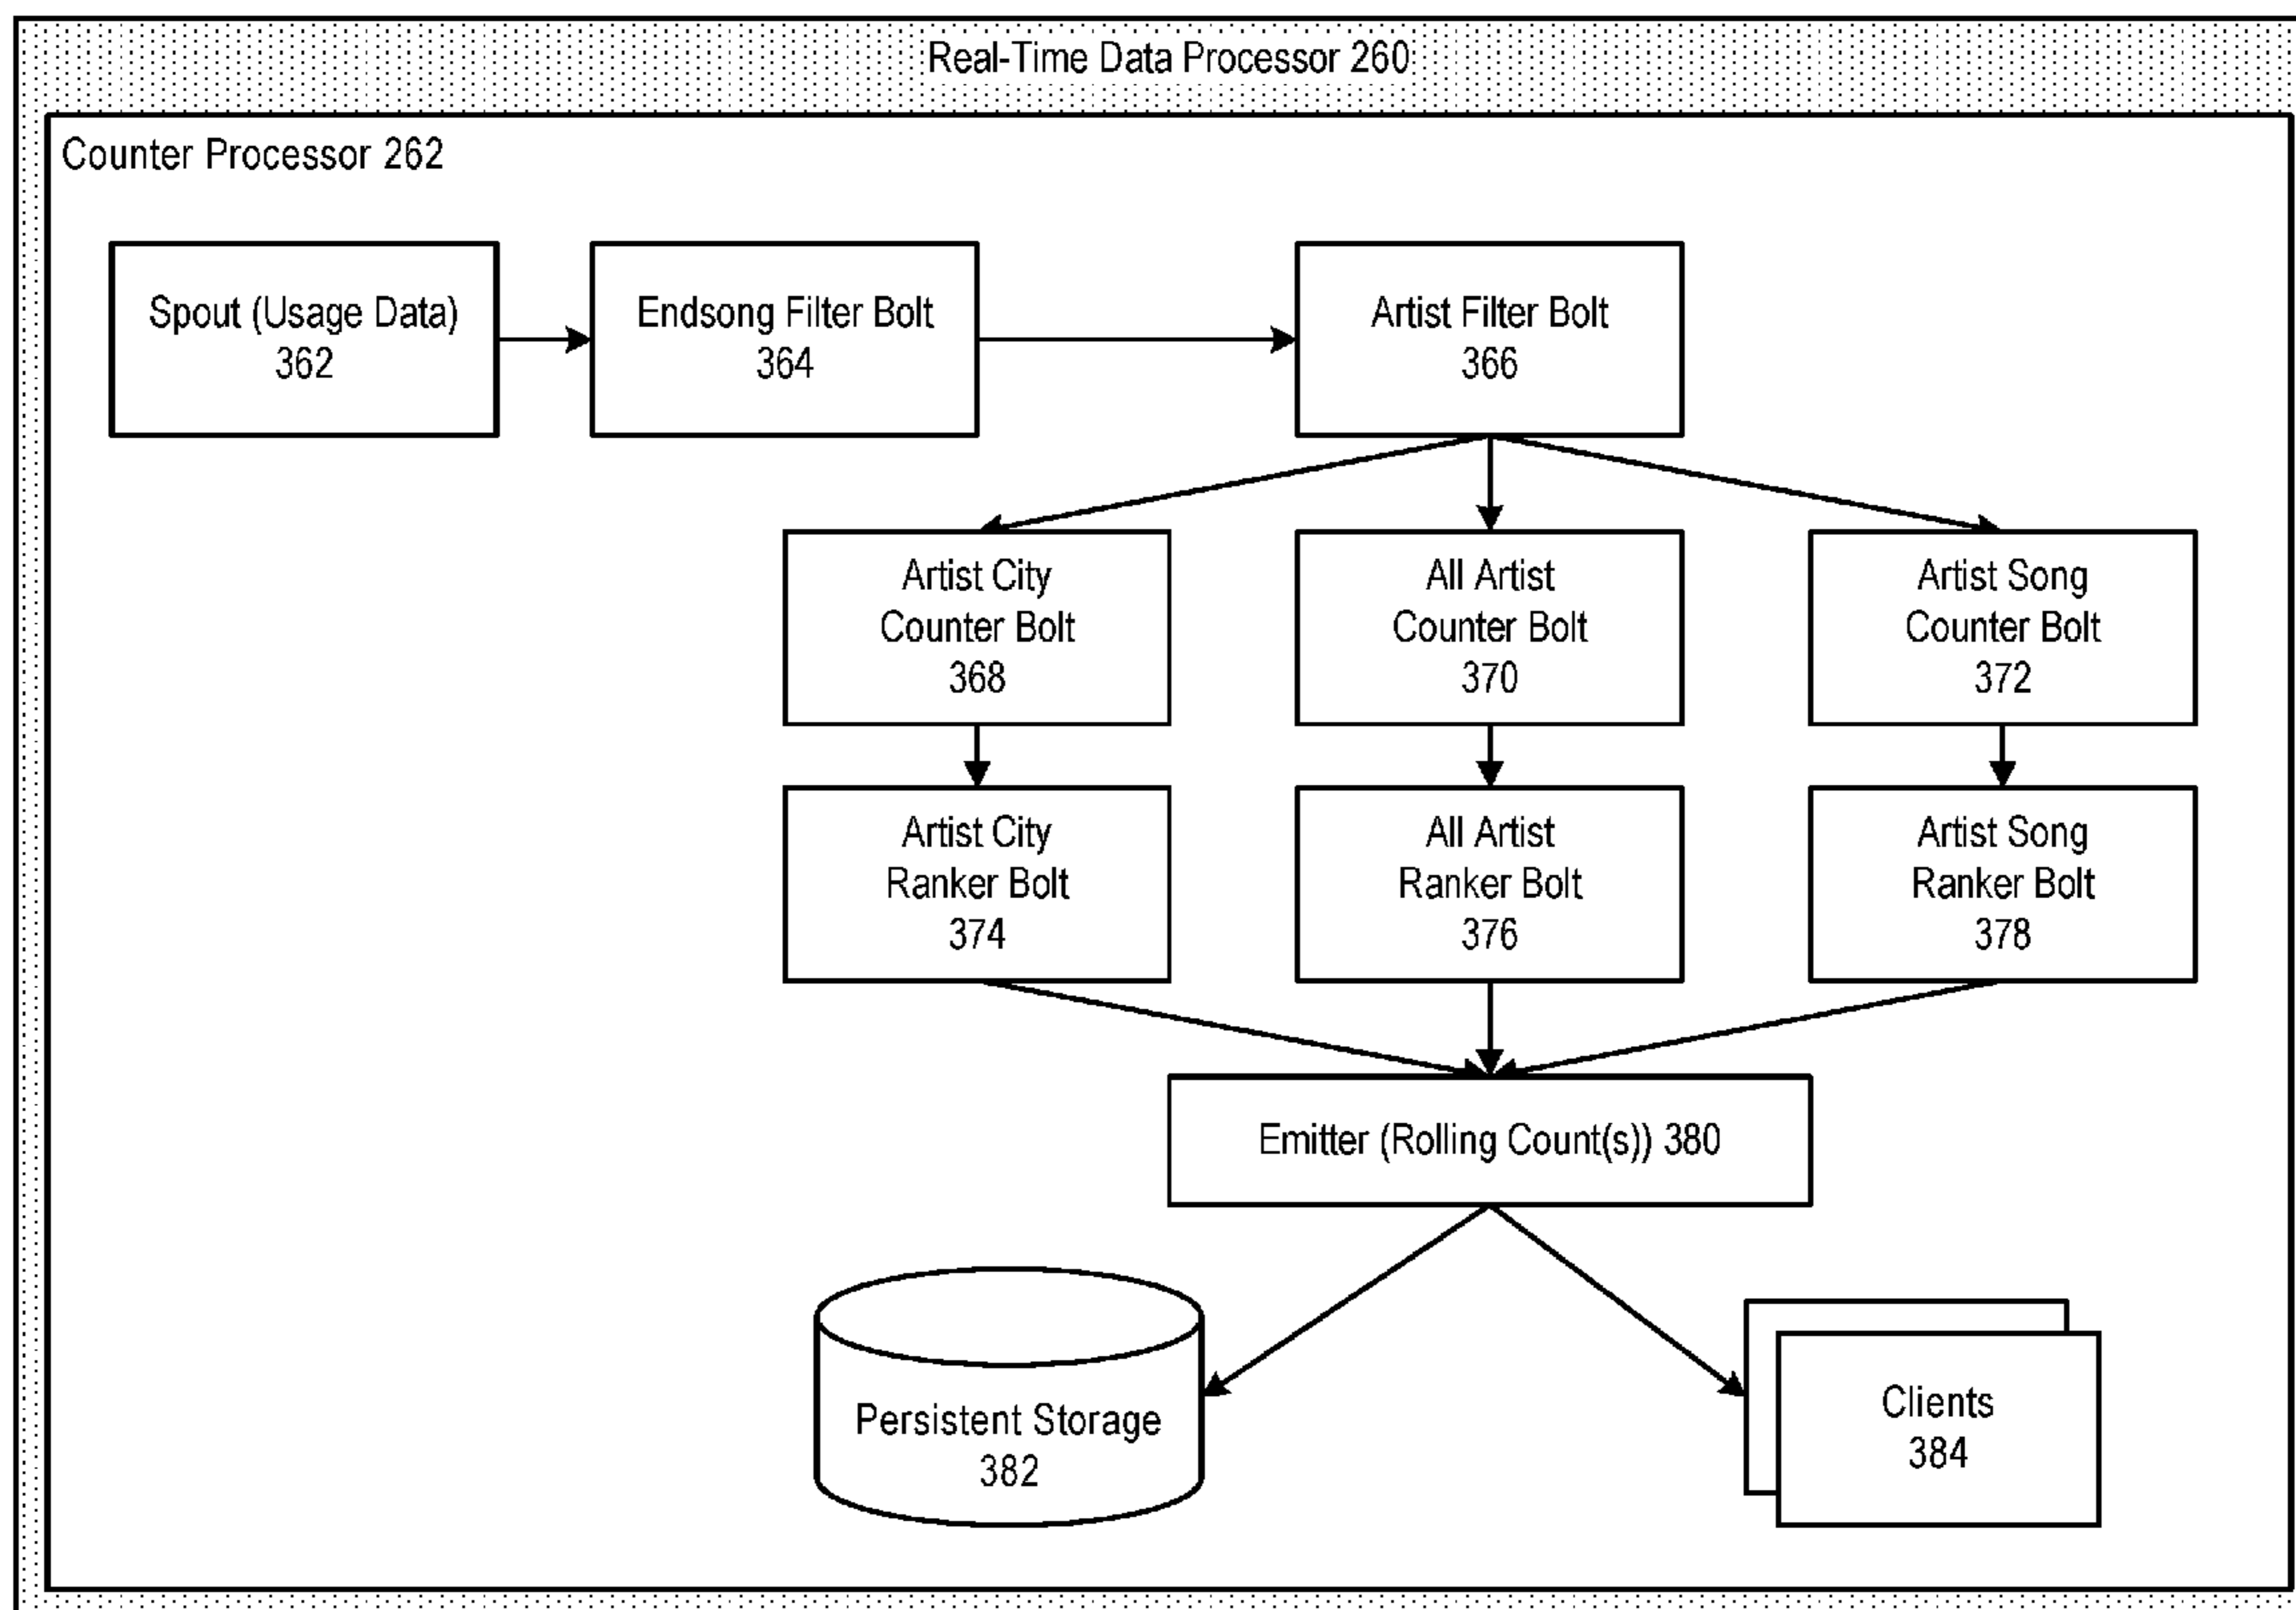 Real-Time Data Processor 260
Counter Processor 262
Spout (Usage Data)
362
Endsong Filter Bolt
364
Artist Filter Bolt
366
Artist City
Counter Bolt
368
All Artist
Counter Bolt
370
Artist Song
Counter Bolt
372
Artist City
Ranker Bolt
374
All Artist
Ranker Bolt
376
Artist Song
Ranker Bolt
378
Emitter (Rolling Count(s)) 380
Persistent Storage
382
Clients
384